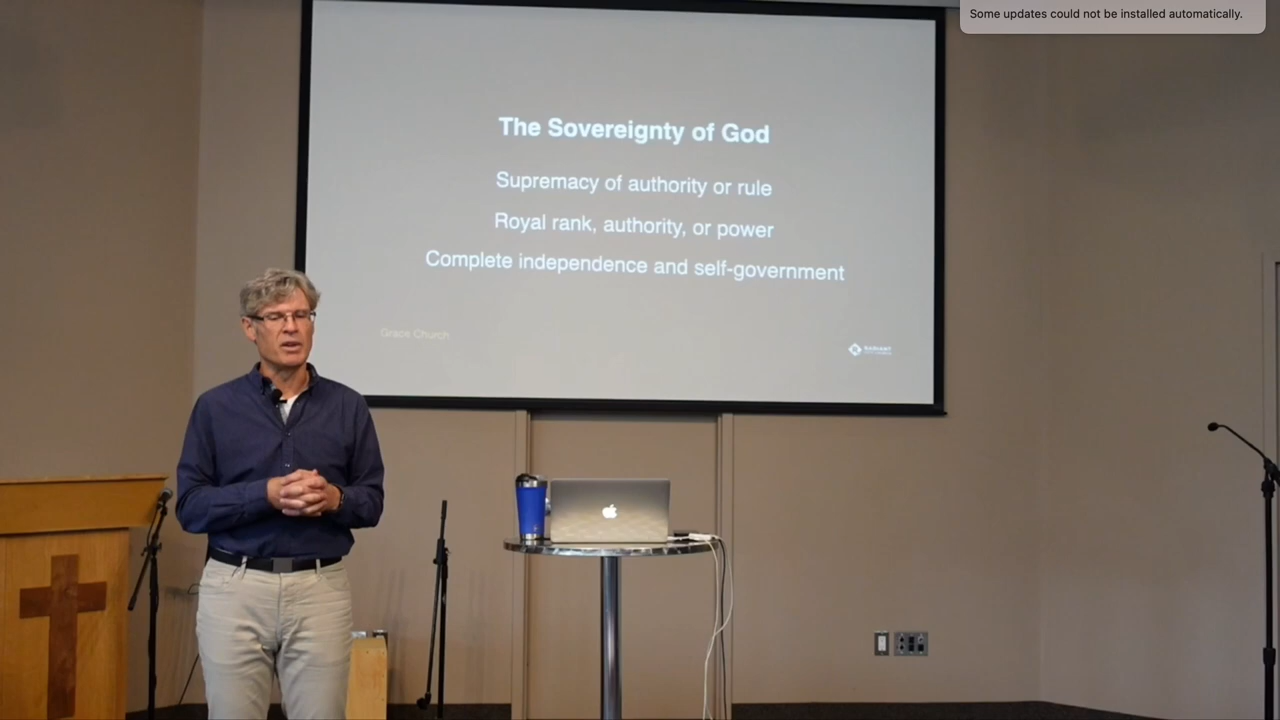 Some updates could not be installed automatically.
The Sovereignty of God
Supremacy of authority or rule
Royal rank, authority, or power
Complete independence and self-government
Grace Church
RADIANT